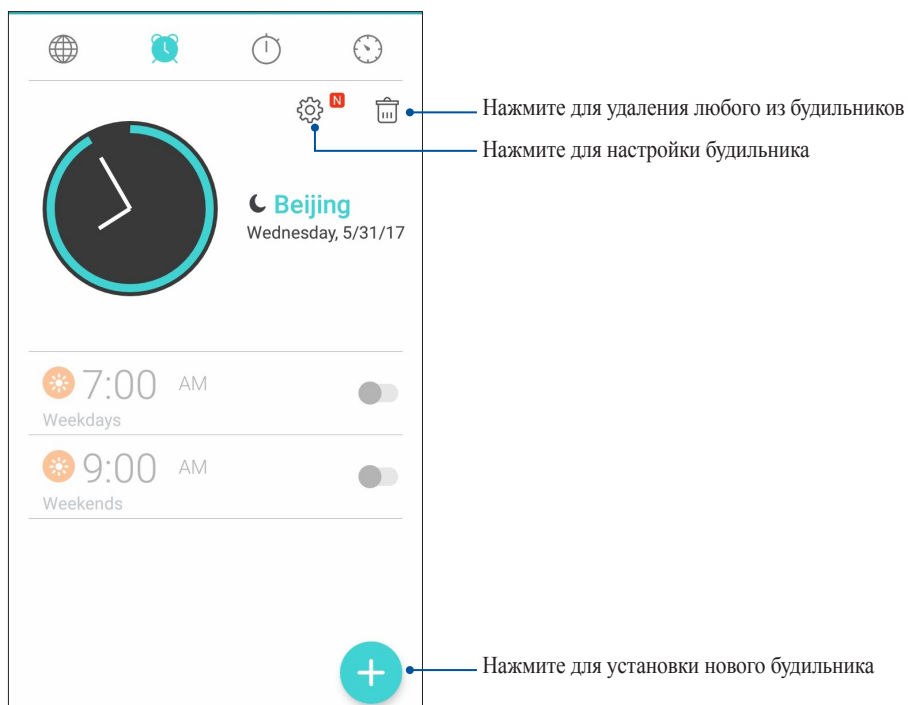 N
Нажмите для удаления любого из будильников
Нажмите для настройки будильника
Beijing
Wednesday, 5/31/17
7:00 AM
Weekdays
9:00 AM
Weekends
Нажмите для установки нового будильника